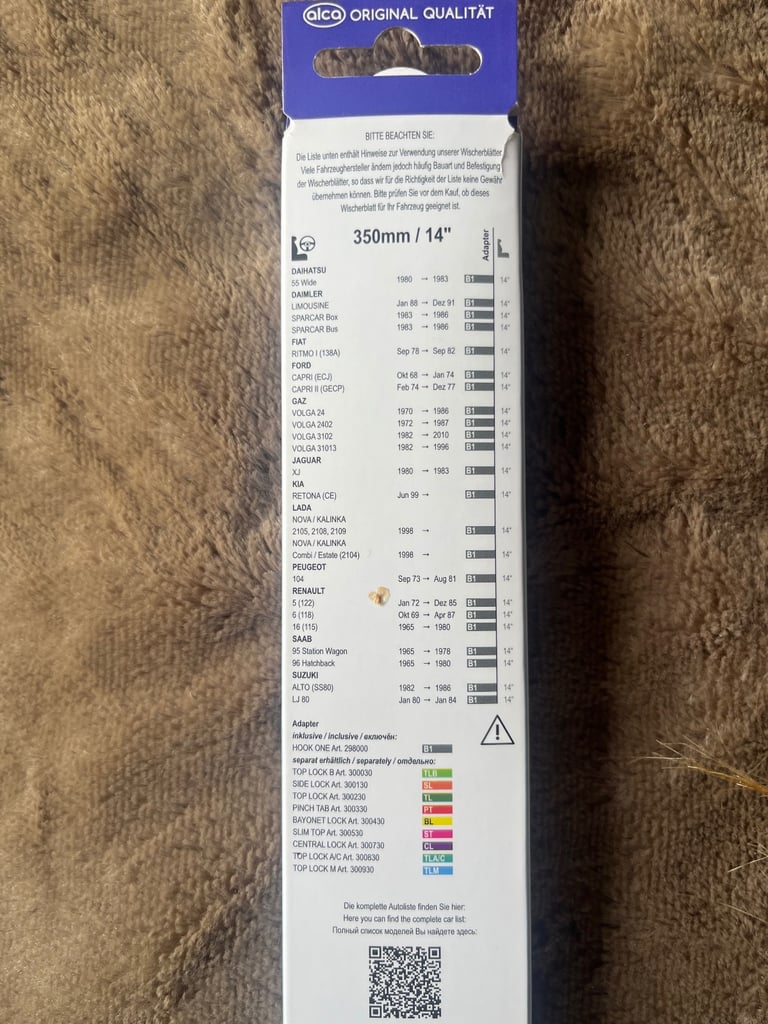 alca ORIGINAL QUALITÄT
BITTE BEACHTEN SIE:
Die Liste unten enthält Hinweise zur Verwendung unserer Wischerblätter.
Viele Fahrzeughersteller ändern jedoch häufig Bauart und Befestigung
der Wischerblätter, so dass wir für die Richtigkeit der Liste keine Gewähr
übernehmen können. Bitte prüfen Sie vor dem Kauf, ob dieses
Wischerblatt für Ihr Fahrzeug geeignet ist.
350mm / 14" Adapter
DAIHATSU
55 Wide 1980 → 1983 B1 14"
DAIMLER
LIMOUSINE Jan 88 → Dez 91 B1 14"
SPARCAR Box 1983 → 1986 B1 14"
SPARCAR Bus 1983 → 1986 B1 14"
FIAT
RITMO I (138A) Sep 78 → Sep 82 B1 14"
FORD
CAPRI (ECJ) Okt 68 → Jan 74 B1 14"
CAPRI II (GECP) Feb 74 → Dez 77 B1 14"
GAZ
VOLGA 24 1970 → 1986 B1 14"
VOLGA 2402 1972 → 1987 B1 14"
VOLGA 3102 1982 → 2010 B1 14"
VOLGA 31013 1982 → 1996 B1 14"
JAGUAR
XJ 1980 → 1983 B1 14"
KIA
RETONA (CE) Jun 99 → B1 14"
LADA
NOVA / KALINKA
2105, 2108, 2109 1998 → B1 14"
NOVA / KALINKA
Combi / Estate (2104) 1998 → B1 14"
PEUGEOT
104 Sep 73 → Aug 81 B1 14"
RENAULT
5 (122) Jan 72 → Dez 85 B1 14"
6 (118) Okt 69 → Apr 87 B1 14"
16 (115) 1965 → 1980 B1 14"
SAAB
95 Station Wagon 1965 → 1978 B1 14"
96 Hatchback 1965 → 1980 B1 14"
SUZUKI
ALTO (SS80) 1982 → 1986 B1 14"
LJ 80 Jan 80 → Jan 84 B1 14"
Adapter
inklusive / inclusive / включён:
HOOK ONE Art. 298000 B1
separat erhältlich / separately / отдельно:
TOP LOCK B Art. 300030 TLB
SIDE LOCK Art. 300130 SL
TOP LOCK Art. 300230 TL
PINCH TAB Art. 300330 PT
BAYONET LOCK Art. 300430 BL
SLIM TOP Art. 300530 ST
CENTRAL LOCK Art. 300730 CL
TOP LOCK A/C Art. 300830 TLA/C
TOP LOCK M Art. 300930 TLM
Die komplette Autoliste finden Sie hier:
Here you can find the complete car list:
Полный список моделей Вы найдете здесь: